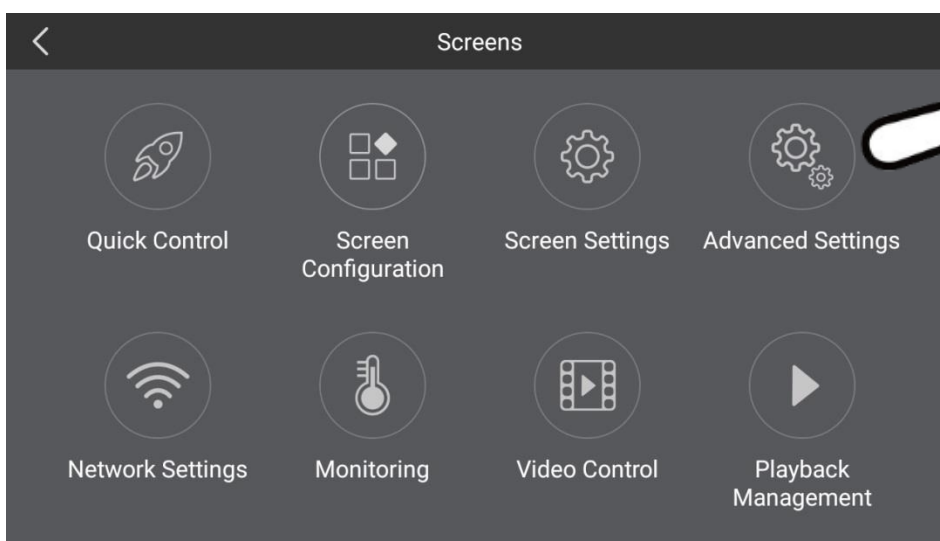 Screens
Quick Control
Screen
Configuration
Screen Settings
Advanced Settings
Network Settings
Monitoring
Video Control
Playback
Management